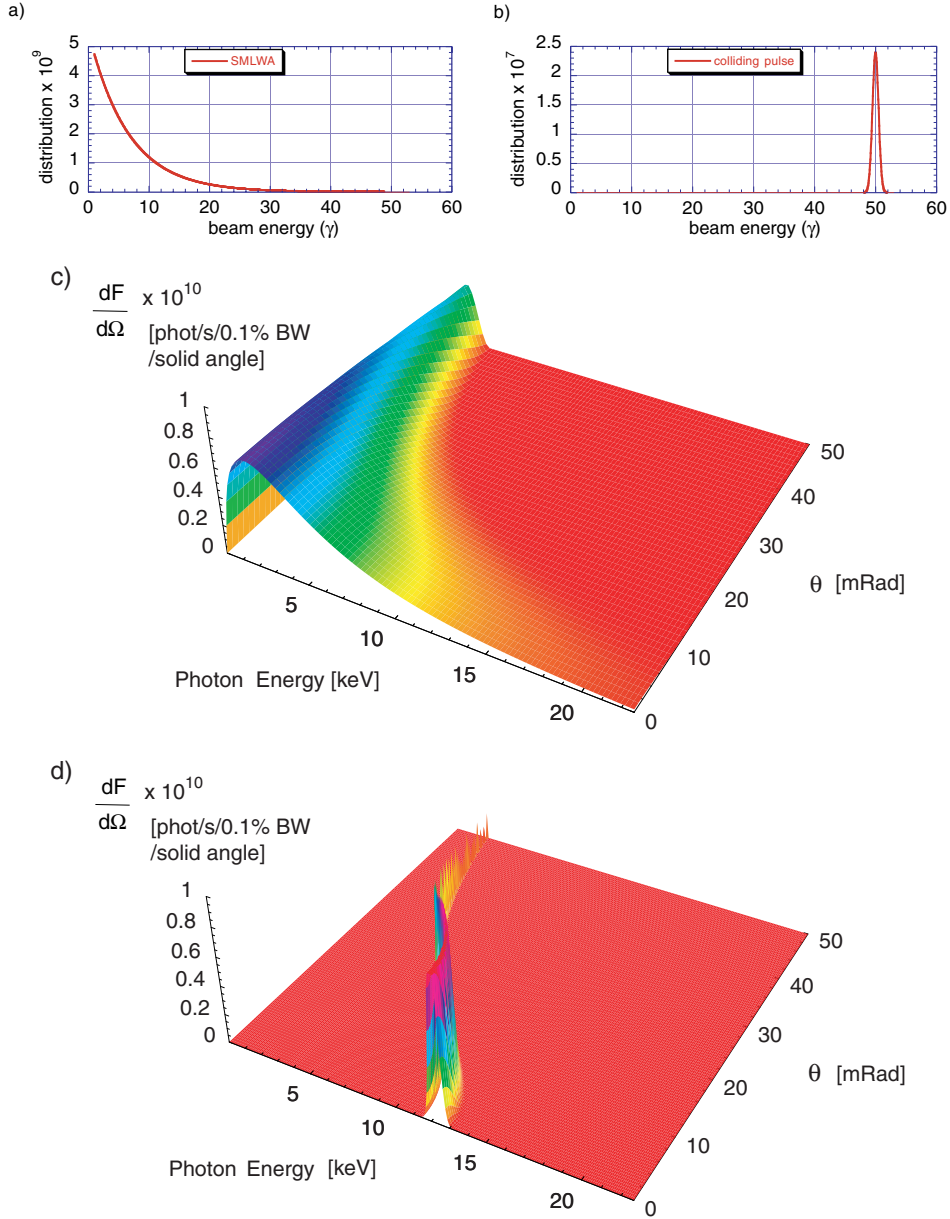 a)
distribution x 10^9
5
4
3
2
1
0
SMLWA
0 10 20 30 40 50 60
beam energy (γ)
b)
distribution x 10^7
2.5
2
1.5
1
0.5
0
colliding pulse
0 10 20 30 40 50 60
beam energy (γ)
c)
dF
dΩ
x 10^10
[phot/s/0.1% BW
/solid angle]
1
0.8
0.6
0.4
0.2
0
5
10
15
20
Photon Energy [keV]
50
40
30
20
10
0
θ [mRad]
d)
dF
dΩ
x 10^10
[phot/s/0.1% BW
/solid angle]
1
0.8
0.6
0.4
0.2
0
5
10
15
20
Photon Energy [keV]
50
40
30
20
10
0
θ [mRad]